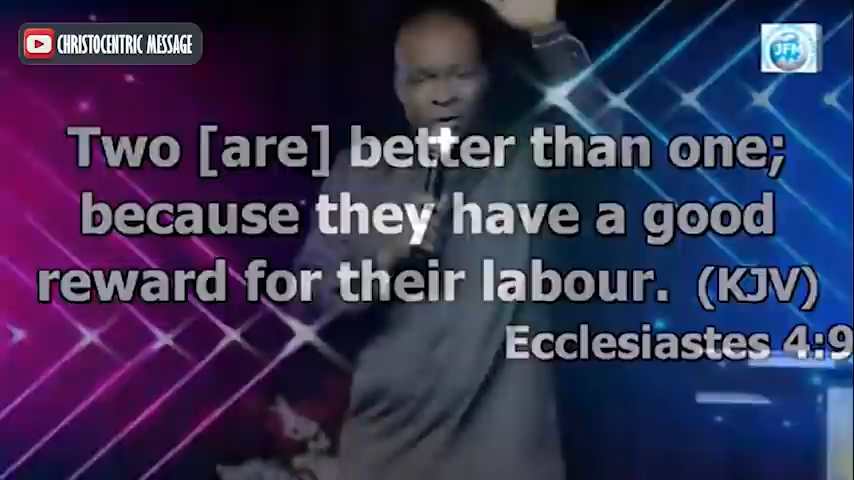 CHRISTOCENTRIC MESSAGE
JFM
Two [are] better than one;
because they have a good
reward for their labour. (KJV)
Ecclesiastes 4:9